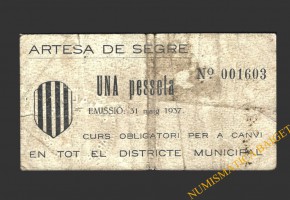 ARTESA DE SEGRE
UNA pesseta
Nº 001603
EMISSIÓ: 31 maig 1937
CURS OBLIGATORI PER A CANVI
EN TOT EL DISTRICTE MUNICIPAL